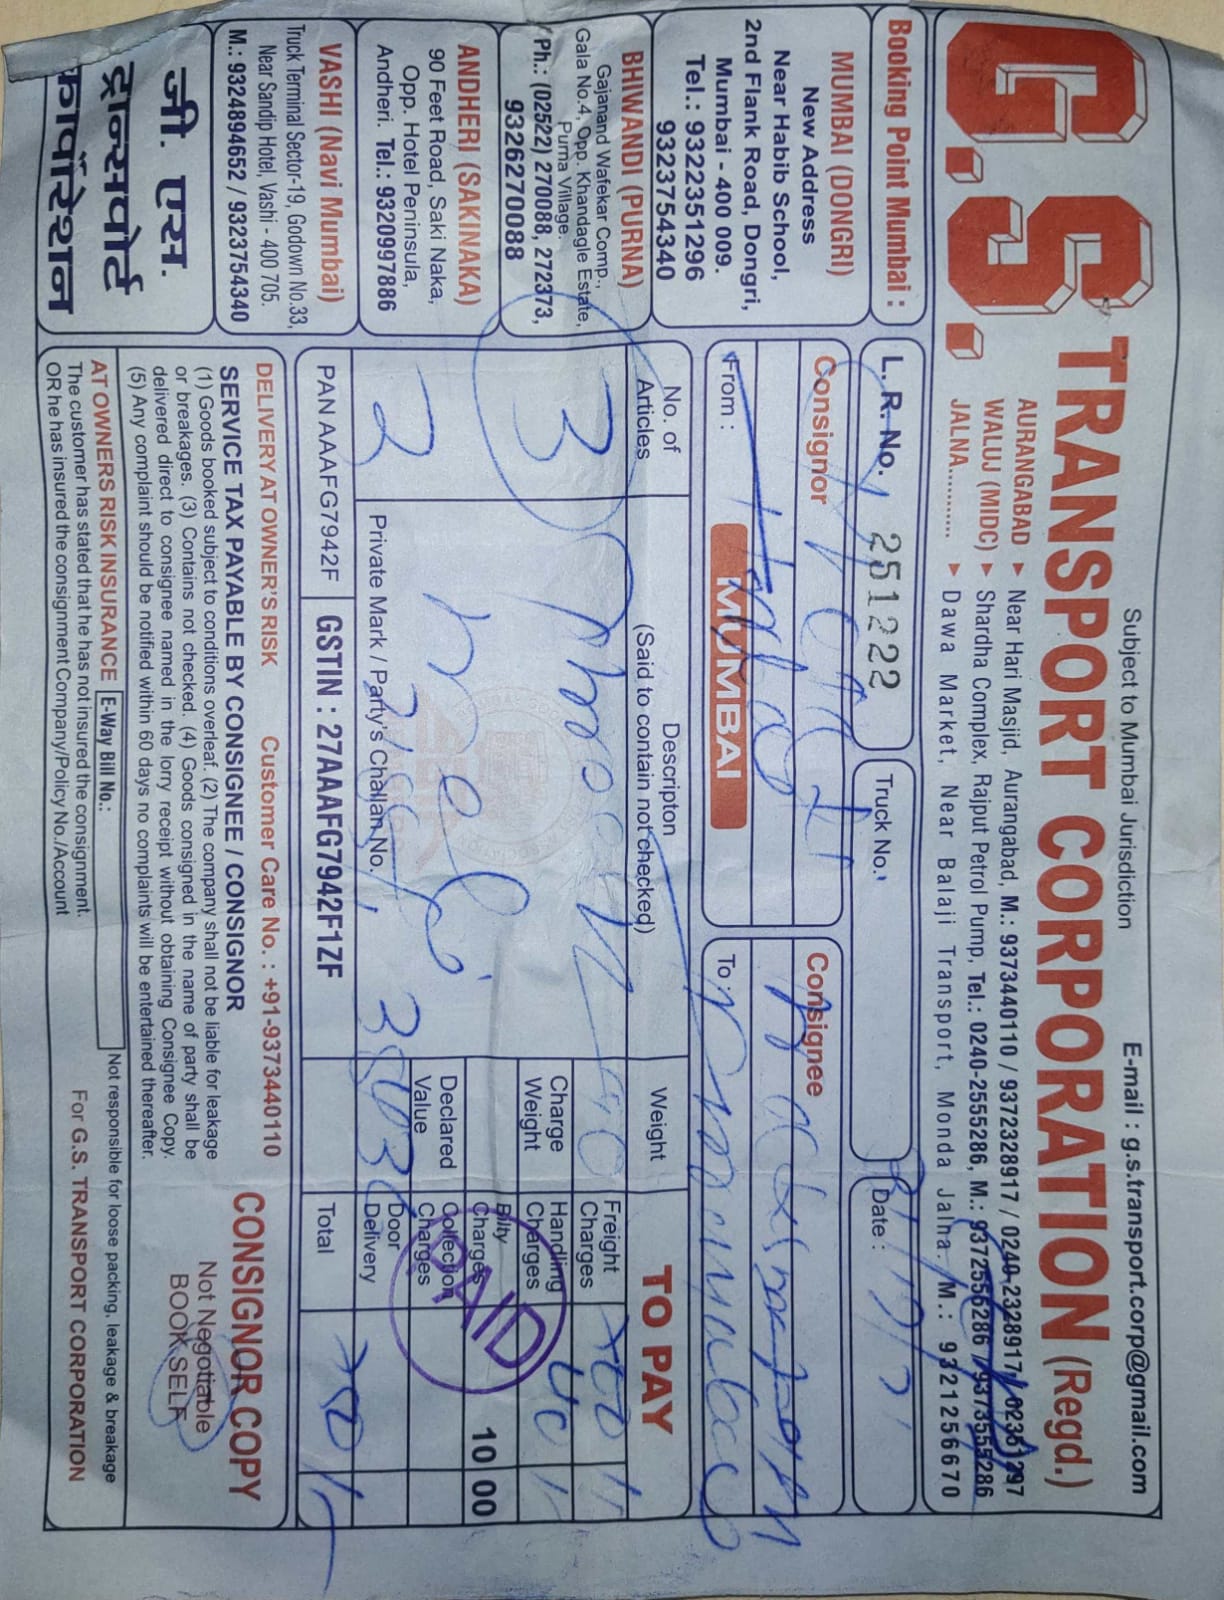 Subject to Mumbai Jurisdiction
E-mail : g.s.transport.corp@gmail.com
G.S. TRANSPORT CORPORATION (Regd.)
AURANGABAD ▸ Near Hari Masjid, Aurangabad, M.: 9373440110 / 9372328917 / 0240-2328917,
WALUJ (MIDC) ▸ Shardha Complex, Rajput Petrol Pump, Tel.: 0240-2555286, M.: 9372555286 / 9373555286
JALNA........... ▸ Dawa Market, Near Balaji Transport, Monda Jalna. M.: 9321256670
Booking Point Mumbai :
MUMBAI (DONGRI)
New Address
Near Habib School,
2nd Flank Road, Dongri,
Mumbai - 400 009.
Tel.: 9322351296
9323754340
BHIWANDI (PURNA)
Gajanand Wafekar Comp.,
Gala No.4, Opp. Khandagle Estate,
Purna Village.
Ph.: (02522) 270088, 272373,
9326270088
ANDHERI (SAKINAKA)
90 Feet Road, Saki Naka,
Opp. Hotel Peninsula,
Andheri. Tel.: 9320997886
VASHI (Navi Mumbai)
Truck Terminal Sector-19, Godown No.33,
Near Sandip Hotel, Vashi - 400 705.
M.: 9324894652 / 9323754340
जी. एस.
ट्रान्सपोर्ट
कार्पोरेशन
L. R. No. 251222
Truck No.
Date :
Consignor
Consignee
From :
MUMBAI
To
No. of Articles
Descripton
(Said to contain not checked)
Weight
TO PAY
3
Freight Charges
Charge Weight
Handling Charges 40
Bilty Charges 10 00
Declared Value
Collection Charges
PAID
Private Mark / Party's Challan No.
Door Delivery
PAN AAAFG7942F
GSTIN : 27AAAFG7942F1ZF
Total
DELIVERY AT OWNER'S RISK
Customer Care No. : +91-9373440110
SERVICE TAX PAYABLE BY CONSIGNEE / CONSIGNOR
(1) Goods booked subject to conditions overleaf. (2) The company shall not be liable for leakage
or breakages. (3) Contains not checked. (4) Goods consigned in the name of party shall be
delivered direct to consignee named in the lorry receipt without obtaining Consignee Copy.
(5) Any complaint should be notified within 60 days no complaints will be entertained thereafter.
CONSIGNOR COPY
Not Negotiable
BOOK SELF
AT OWNERS RISK INSURANCE
E-Way Bill No.:
The customer has stated that he has not insured the consignment.
OR he has insured the consignment Company/Policy No./Account
Not responsible for loose packing, leakage & breakage
For G.S. TRANSPORT CORPORATION